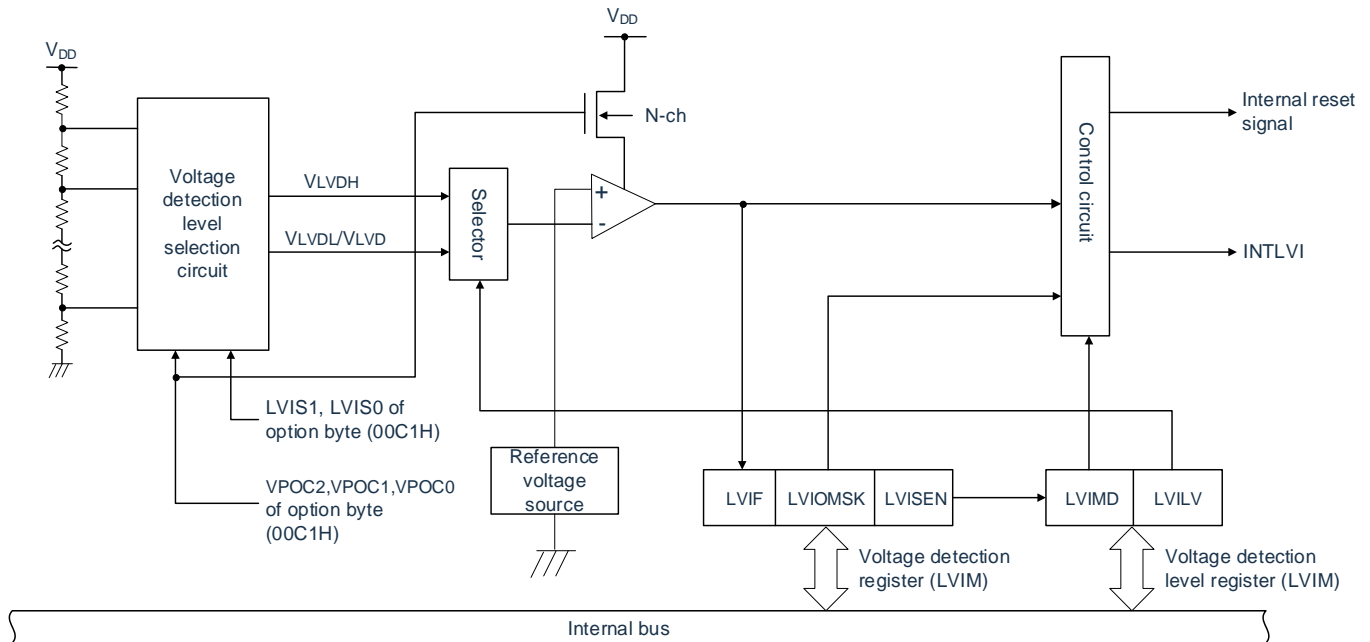 VDD
VDD
N-ch
Voltage
detection
level
selection
circuit
VLVDH
VLVDL/VLVD
Selector
+
-
Control circuit
Internal reset
signal
INTLVI
LVIS1, LVIS0 of
option byte (00C1H)
VPOC2,VPOC1,VPOC0
of option byte
(00C1H)
Reference
voltage
source
LVIF
LVIOMSK
LVISEN
LVIMD
LVILV
Voltage detection
register (LVIM)
Voltage detection
level register (LVIM)
Internal bus